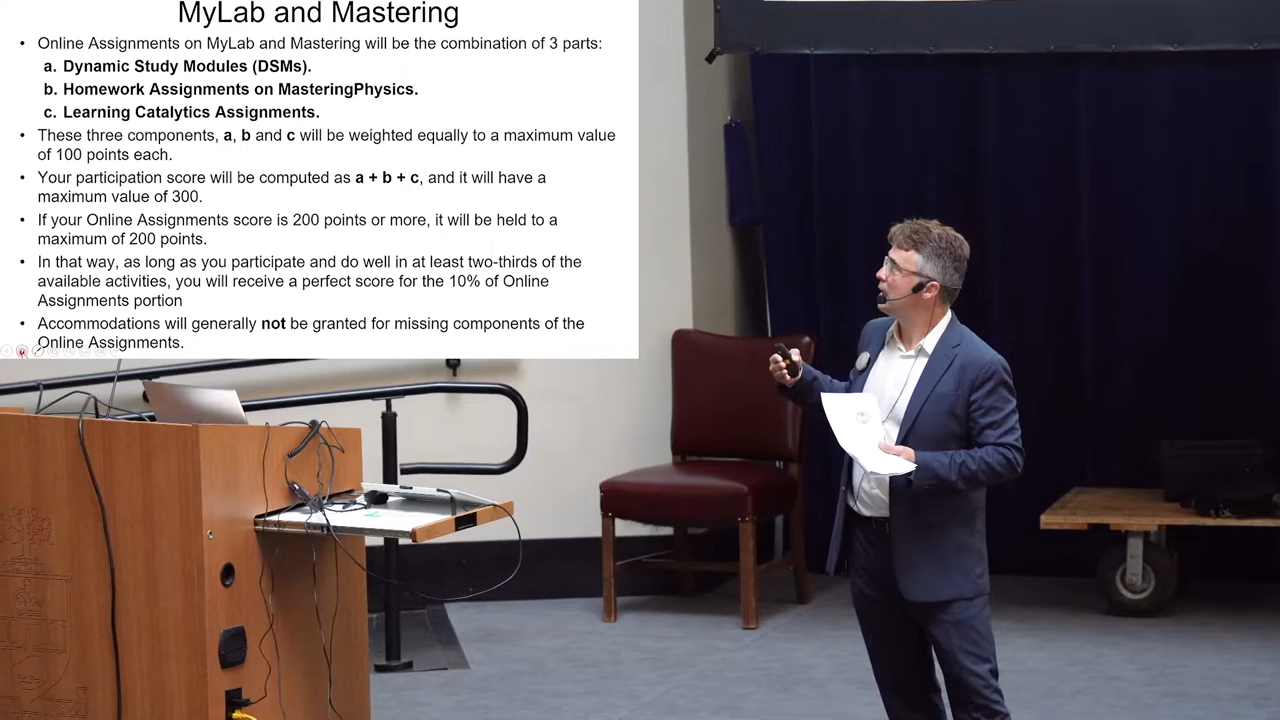 MyLab and Mastering
• Online Assignments on MyLab and Mastering will be the combination of 3 parts:
a. Dynamic Study Modules (DSMs).
b. Homework Assignments on MasteringPhysics.
c. Learning Catalytics Assignments.
• These three components, a, b and c will be weighted equally to a maximum value
of 100 points each.
• Your participation score will be computed as a + b + c, and it will have a
maximum value of 300.
• If your Online Assignments score is 200 points or more, it will be held to a
maximum of 200 points.
• In that way, as long as you participate and do well in at least two-thirds of the
available activities, you will receive a perfect score for the 10% of Online
Assignments portion
• Accommodations will generally not be granted for missing components of the
Online Assignments.